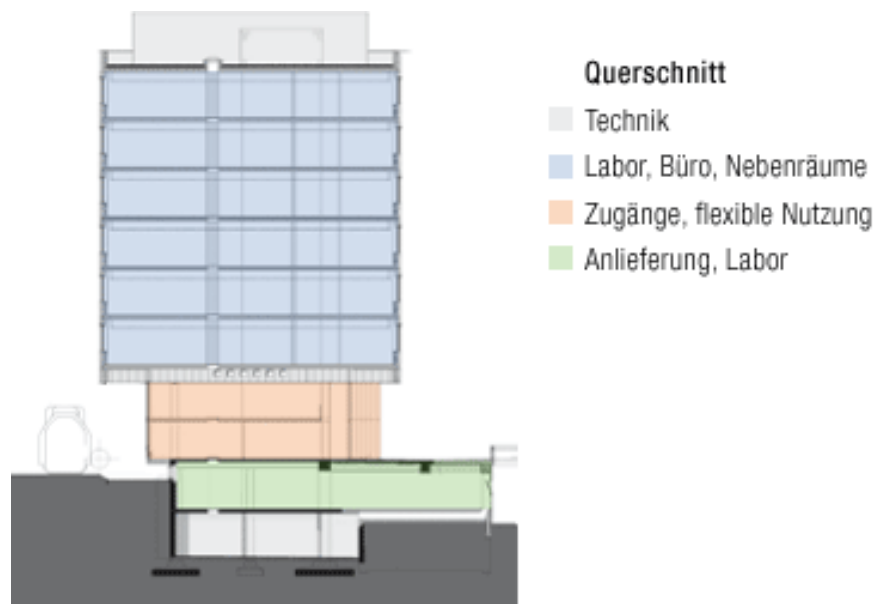 Querschnitt
Technik
Labor, Büro, Nebenräume
Zugänge, flexible Nutzung
Anlieferung, Labor